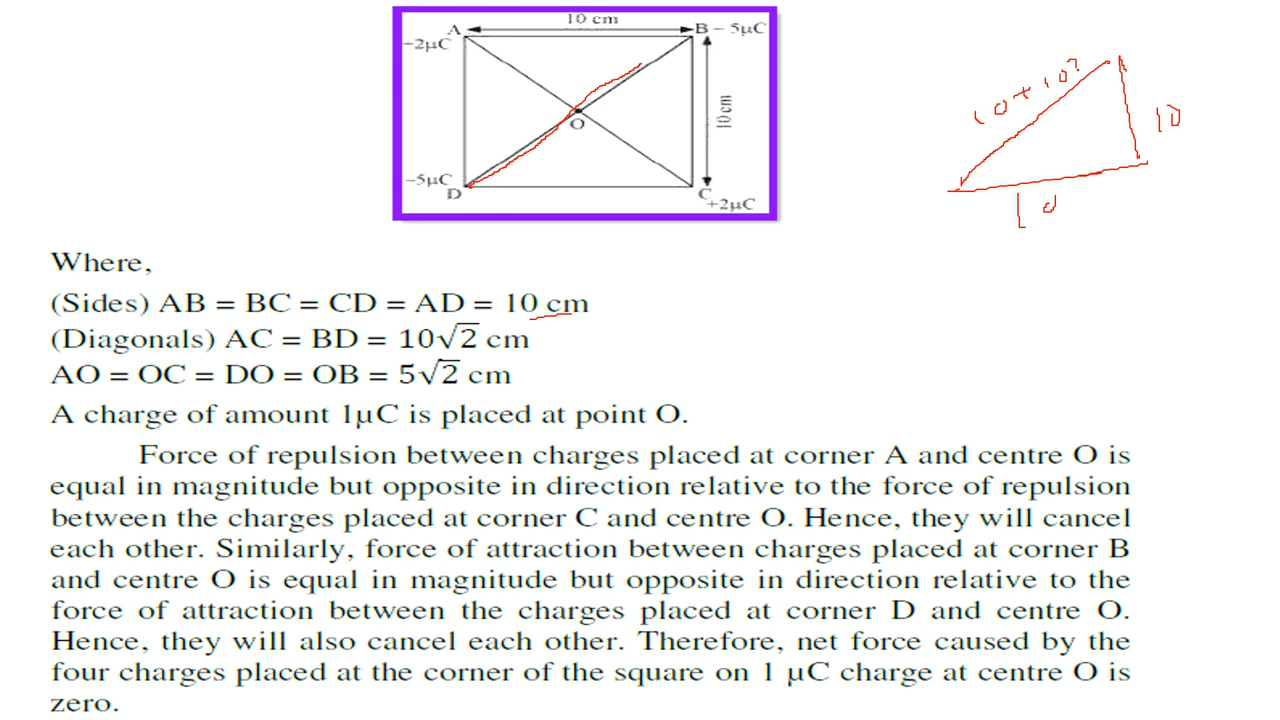 10 cm
A
B – 5μC
+2μC
10 cm
O
–5μC
D
C
+2μC
10
10
Where,
(Sides) AB = BC = CD = AD = 10 cm
(Diagonals) AC = BD = 10√2 cm
AO = OC = DO = OB = 5√2 cm
A charge of amount 1μC is placed at point O.
Force of repulsion between charges placed at corner A and centre O is
equal in magnitude but opposite in direction relative to the force of repulsion
between the charges placed at corner C and centre O. Hence, they will cancel
each other. Similarly, force of attraction between charges placed at corner B
and centre O is equal in magnitude but opposite in direction relative to the
force of attraction between the charges placed at corner D and centre O.
Hence, they will also cancel each other. Therefore, net force caused by the
four charges placed at the corner of the square on 1 μC charge at centre O is
zero.